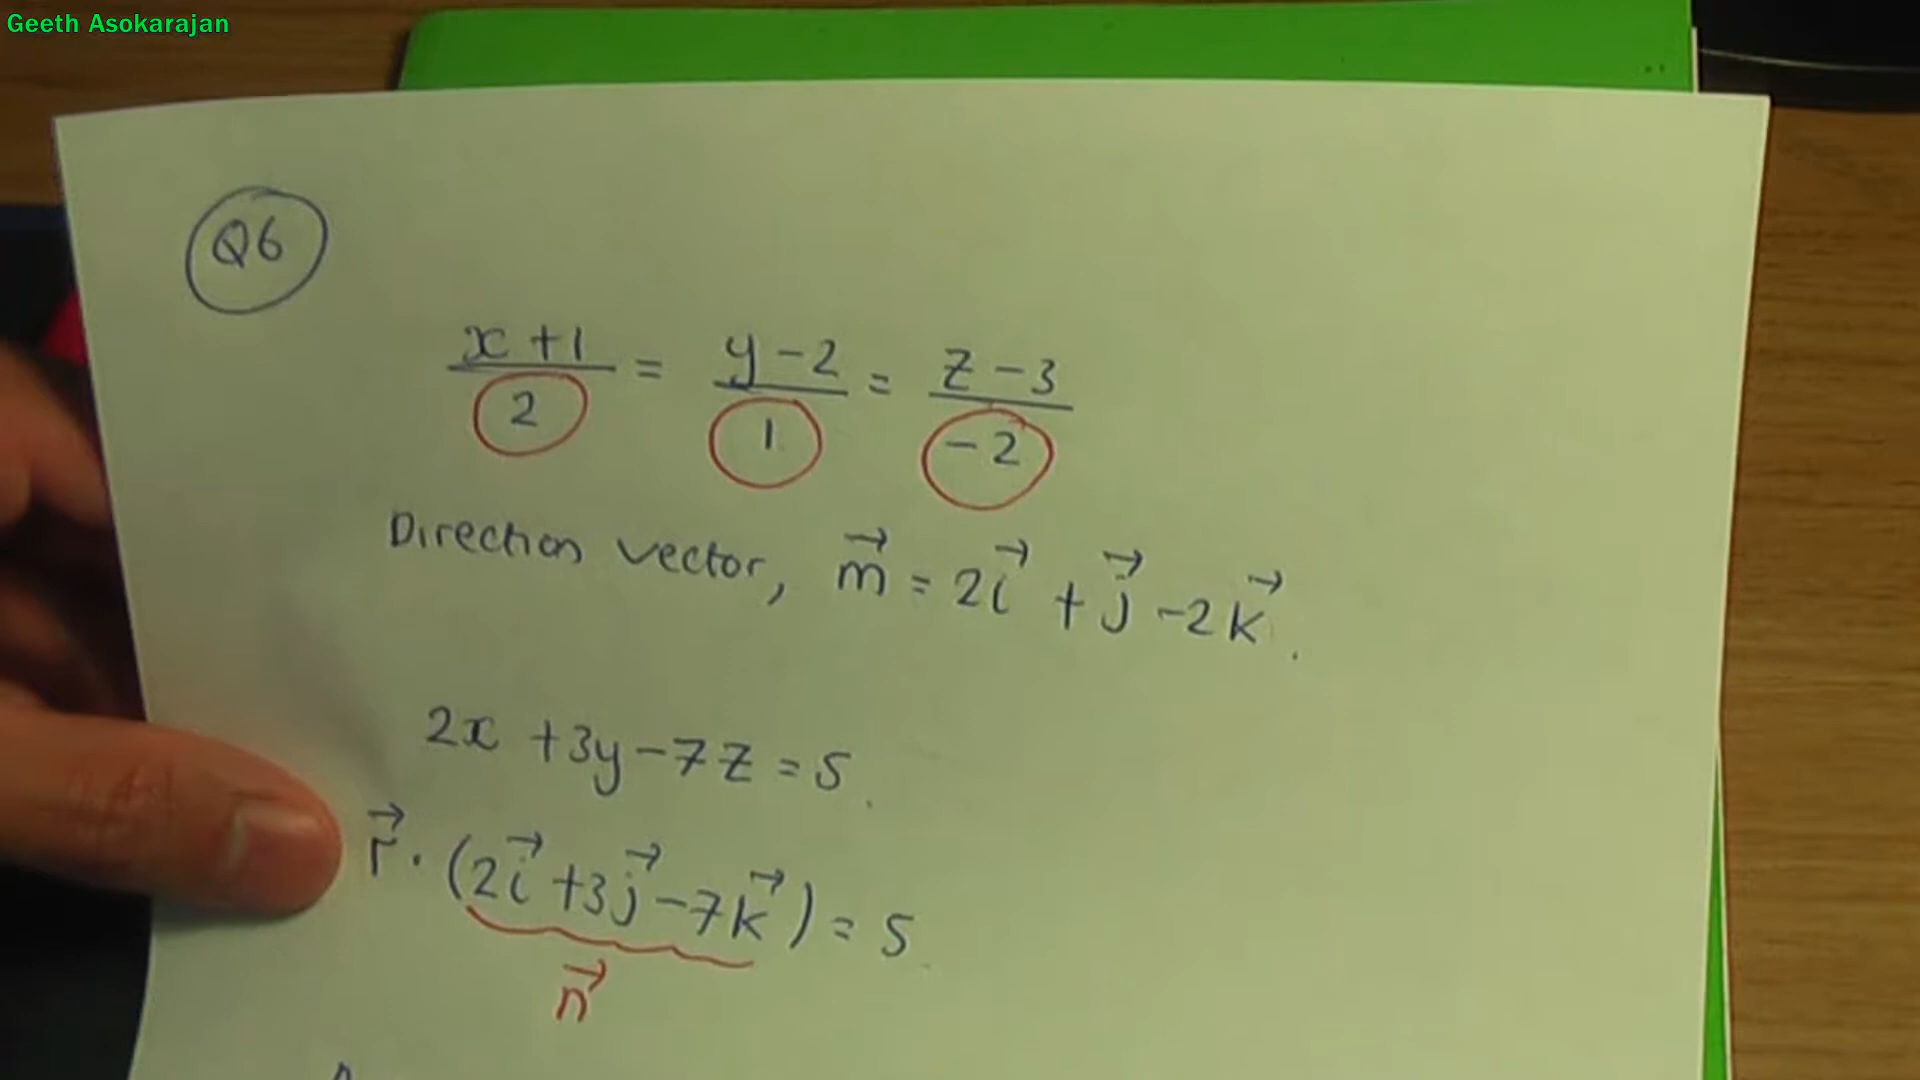 Geeth Asokarajan
Q6
x+1/2 = y-2/1 = z-3/-2
Direction vector, m⃗ = 2i⃗ + j⃗ -2k⃗.
2x +3y-7z = 5.
r⃗. (2i⃗ +3j⃗ -7k⃗) = 5.
n⃗